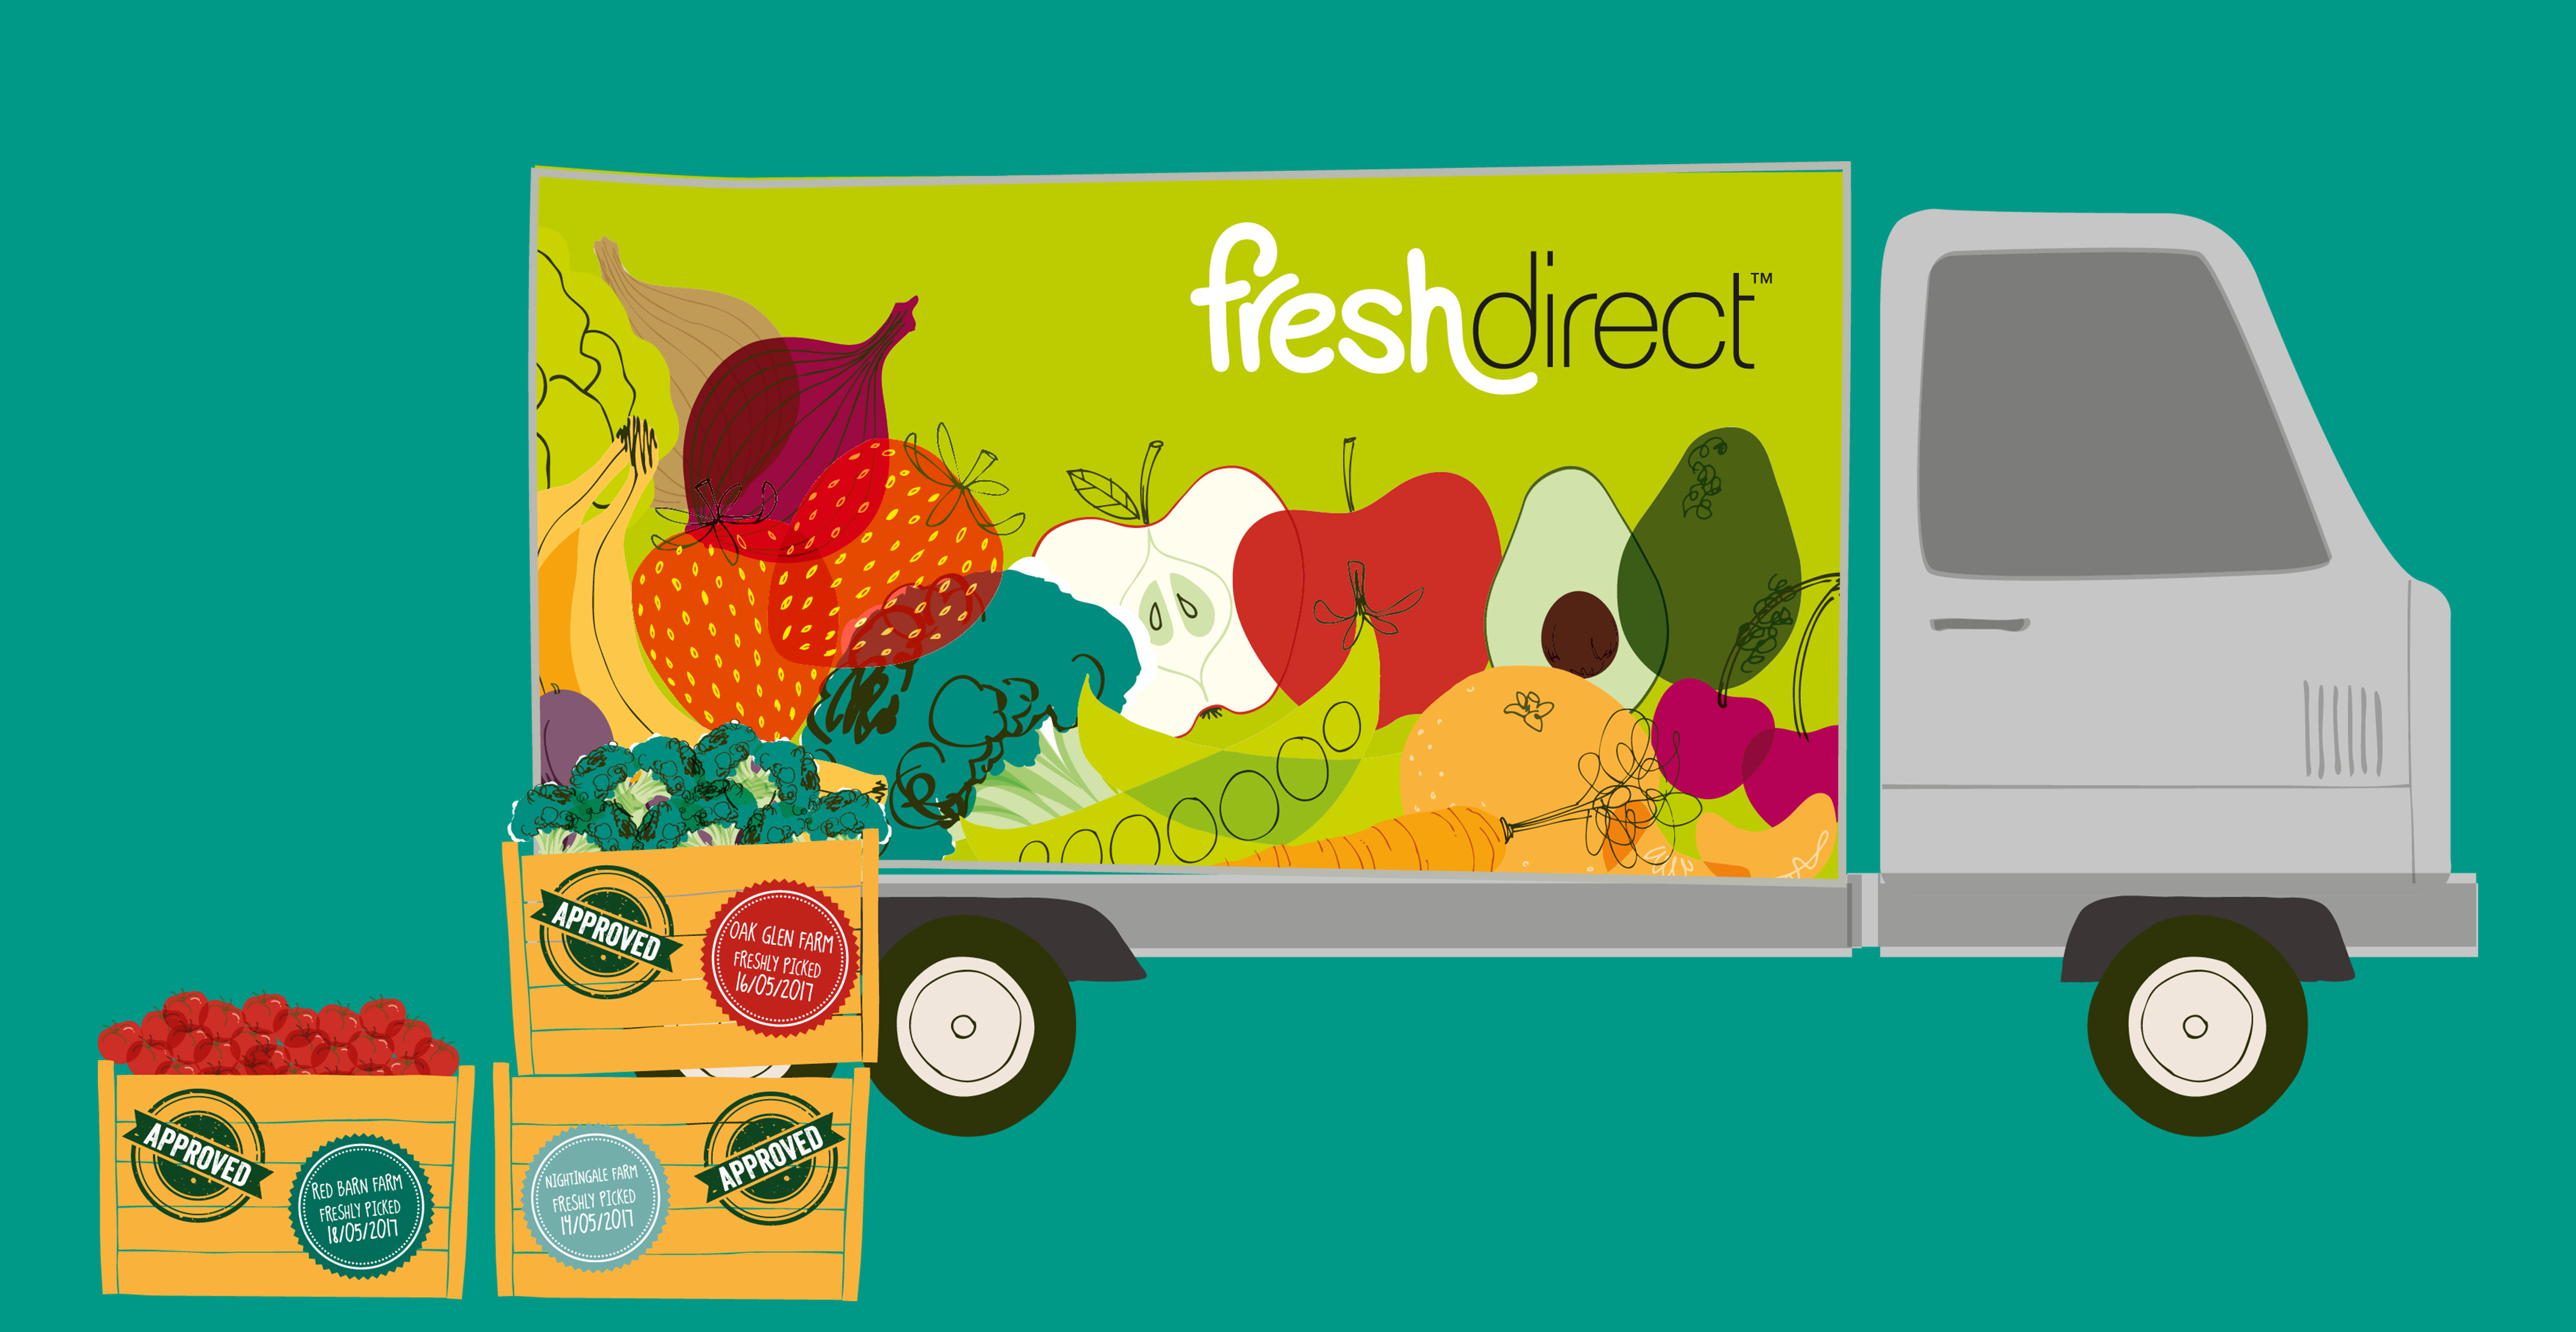 freshdirect™
APPROVED
OAK GLEN FARM
FRESHLY PICKED
16/05/2017
APPROVED
RED BARN FARM
FRESHLY PICKED
18/05/2017
NIGHTINGALE FARM
FRESHLY PICKED
14/05/2017
APPROVED